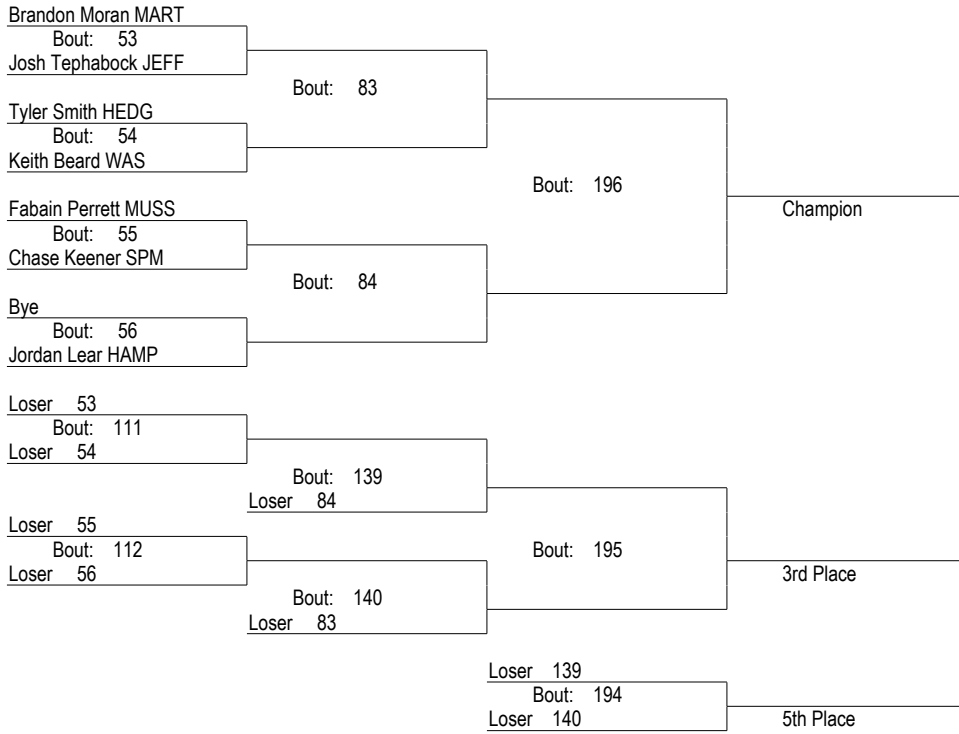 Brandon Moran MART
Bout: 53
Josh Tephabock JEFF
Bout: 83
Tyler Smith HEDG
Bout: 54
Keith Beard WAS
Bout: 196
Champion
Fabain Perrett MUSS
Bout: 55
Chase Keener SPM
Bout: 84
Bye
Bout: 56
Jordan Lear HAMP
Loser 53
Bout: 111
Loser 54
Bout: 139
Loser 84
Loser 55
Bout: 112
Loser 56
Bout: 195
3rd Place
Bout: 140
Loser 83
Loser 139
Bout: 194
Loser 140
5th Place